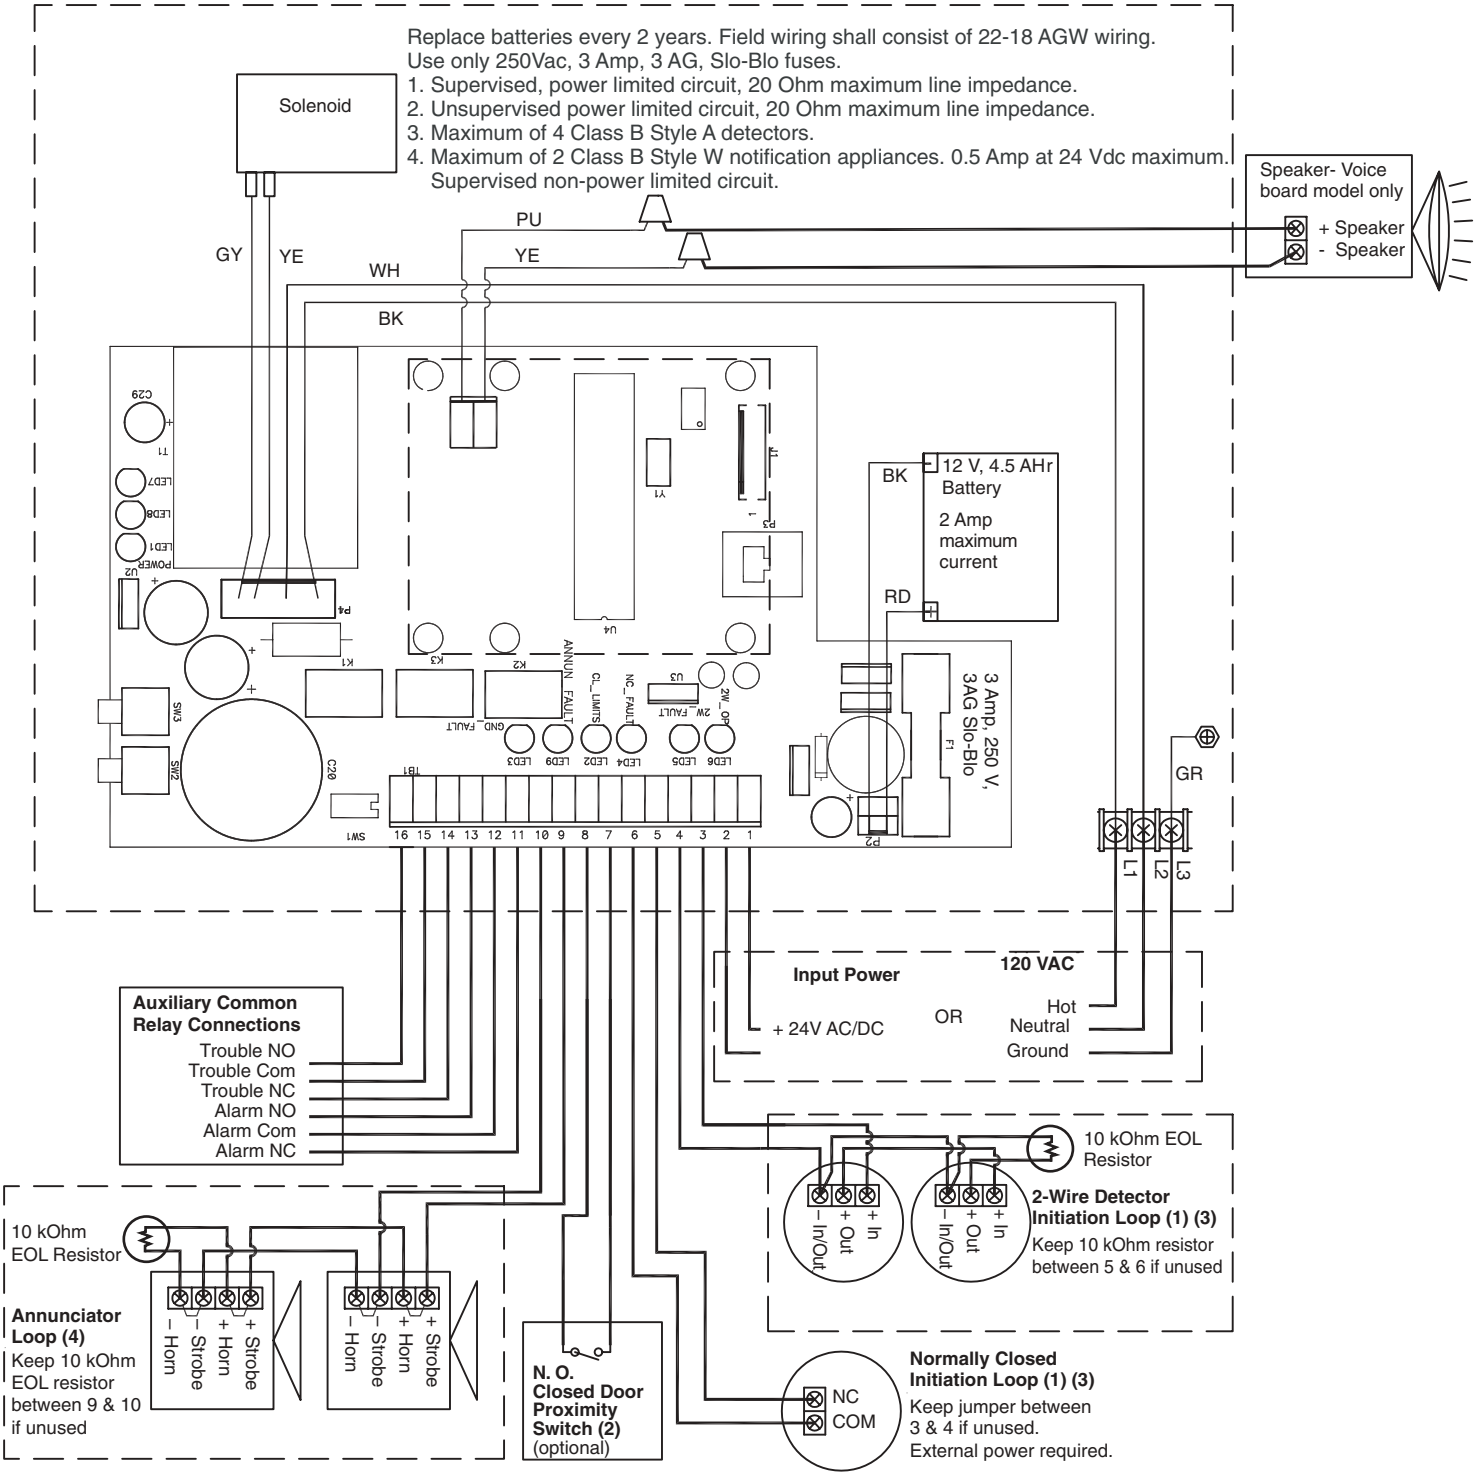 Replace batteries every 2 years. Field wiring shall consist of 22-18 AGW wiring.
Use only 250Vac, 3 Amp, 3 AG, Slo-Blo fuses.
1. Supervised, power limited circuit, 20 Ohm maximum line impedance.
2. Unsupervised power limited circuit, 20 Ohm maximum line impedance.
3. Maximum of 4 Class B Style A detectors.
4. Maximum of 2 Class B Style W notification appliances. 0.5 Amp at 24 Vdc maximum.
Supervised non-power limited circuit.
Solenoid
Speaker- Voice
board model only
+ Speaker
- Speaker
PU
YE
GY
YE
WH
BK
C29
+
T1
LED7
LED8
LED1
POWER
U2
+
P4
+
+
K1
K3
K2
SW3
SW2
C20
SW1
TB1
GND_FAULT
ANNUN_FAULT
CL_LIMITS
NC_FAULT
2W_FAULT
2W_OP
U3
U4
Y1
J1
1
P3
LED3
LED9
LED2
LED4
LED5
LED6
BK
12 V, 4.5 AHr
Battery
2 Amp
maximum
current
RD
3 Amp, 250 V,
3AG Slo-Blo
F1
+
P2
GR
L1
L2
L3
16 15 14 13 12 11 10 9 8 7 6 5 4 3 2 1
Input Power
120 VAC
+ 24V AC/DC
OR
Hot
Neutral
Ground
Auxiliary Common
Relay Connections
Trouble NO
Trouble Com
Trouble NC
Alarm NO
Alarm Com
Alarm NC
10 kOhm EOL
Resistor
2-Wire Detector
Initiation Loop (1) (3)
Keep 10 kOhm resistor
between 5 & 6 if unused
– In/Out
+ Out
+ In
– In/Out
+ Out
+ In
10 kOhm
EOL Resistor
Annunciator
Loop (4)
Keep 10 kOhm
EOL resistor
between 9 & 10
if unused
– Horn
– Strobe
+ Horn
+ Strobe
– Horn
– Strobe
+ Horn
+ Strobe
N. O.
Closed Door
Proximity
Switch (2)
(optional)
NC
COM
Normally Closed
Initiation Loop (1) (3)
Keep jumper between
3 & 4 if unused.
External power required.